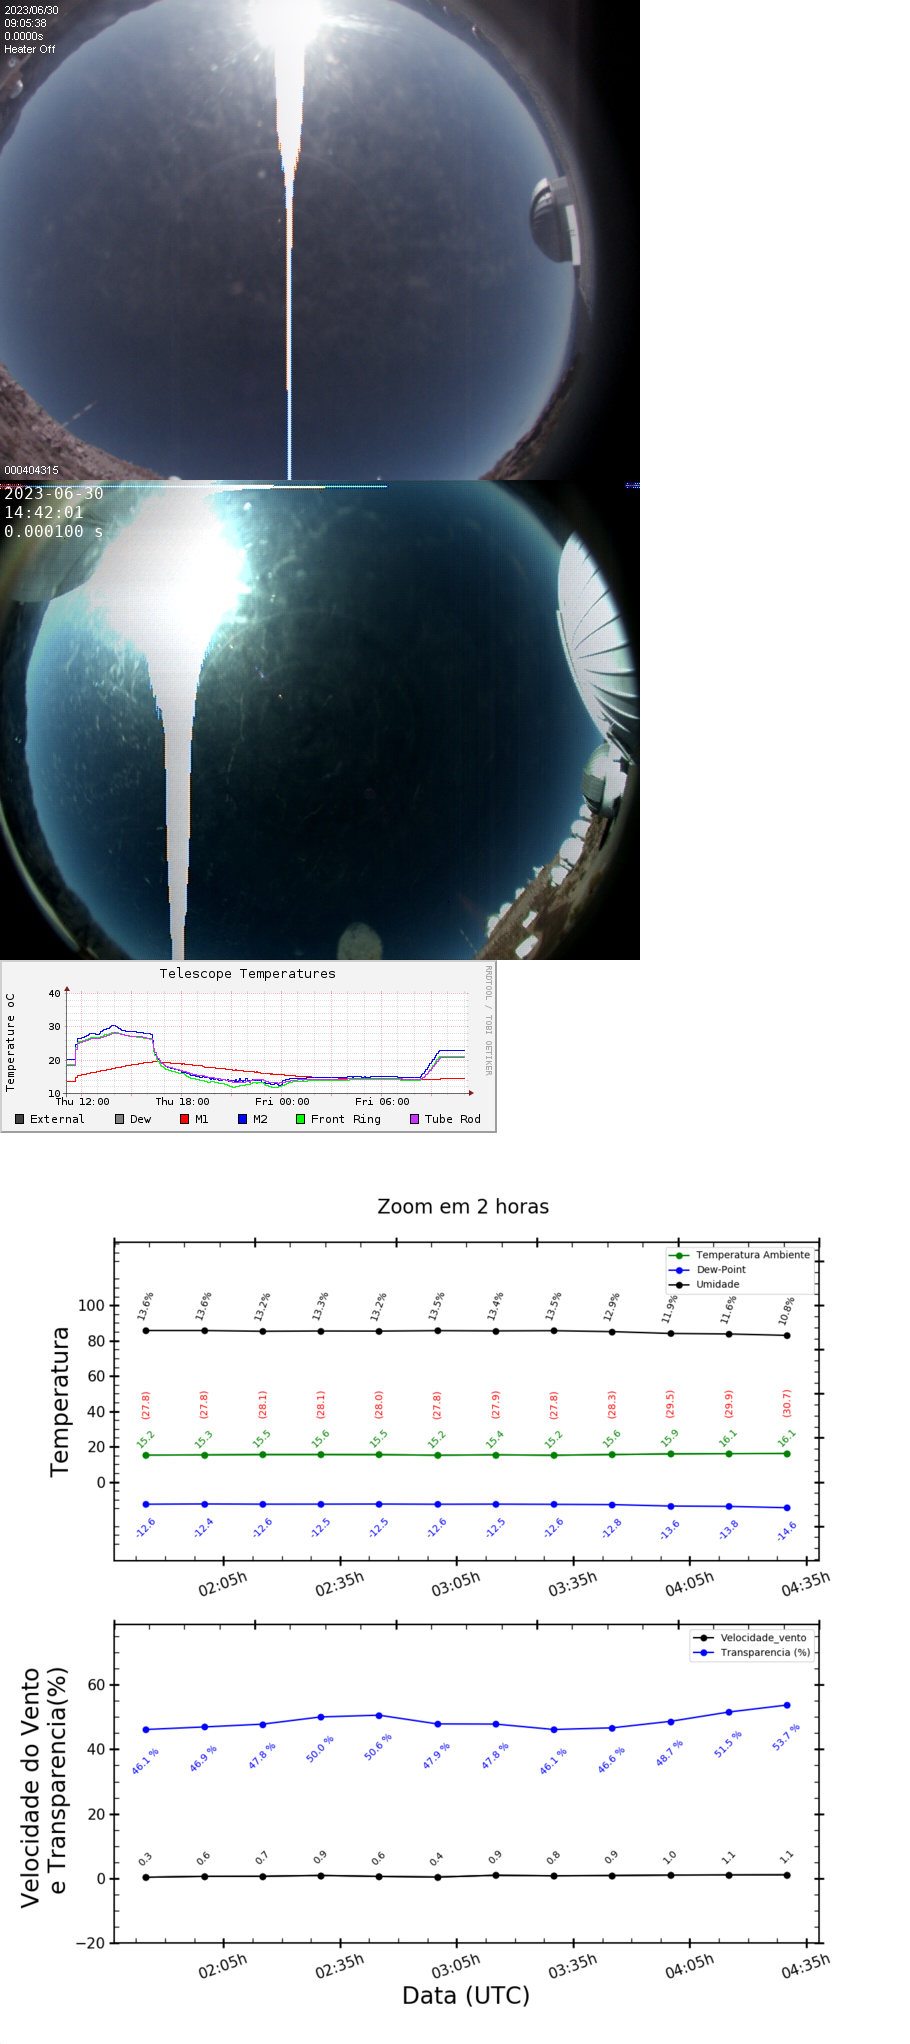 2023/06/30
09:05:38
0.0000s
Heater Off
000404315
2023-06-30
14:42:01
0.000100 s
Telescope Temperatures
RRDTOOL / TOBI OETIKER
Temperature oC
40
30
20
10
Thu 12:00 Thu 18:00 Fri 00:00 Fri 06:00
External Dew M1 M2 Front Ring Tube Rod
Zoom em 2 horas
Temperatura Ambiente
Dew-Point
Umidade
Temperatura
100
80
60
40
20
0
13.6% 13.6% 13.2% 13.3% 13.2% 13.5% 13.4% 13.5% 12.9% 11.9% 11.6% 10.8%
(27.8) (27.8) (28.1) (28.1) (28.0) (27.8) (27.9) (27.8) (28.3) (29.5) (29.9) (30.7)
15.2 15.3 15.5 15.6 15.5 15.2 15.4 15.2 15.6 15.9 16.1 16.1
-12.6 -12.4 -12.6 -12.5 -12.5 -12.6 -12.5 -12.6 -12.8 -13.6 -13.8 -14.6
02:05h 02:35h 03:05h 03:35h 04:05h 04:35h
Velocidade_vento
Transparencia (%)
Velocidade do Vento
e Transparencia(%)
60
40
20
0
−20
46.1 % 46.9 % 47.8 % 50.0 % 50.6 % 47.9 % 47.8 % 46.1 % 46.6 % 48.7 % 51.5 % 53.7 %
0.3 0.6 0.7 0.9 0.6 0.4 0.9 0.8 0.9 1.0 1.1 1.1
02:05h 02:35h 03:05h 03:35h 04:05h 04:35h
Data (UTC)